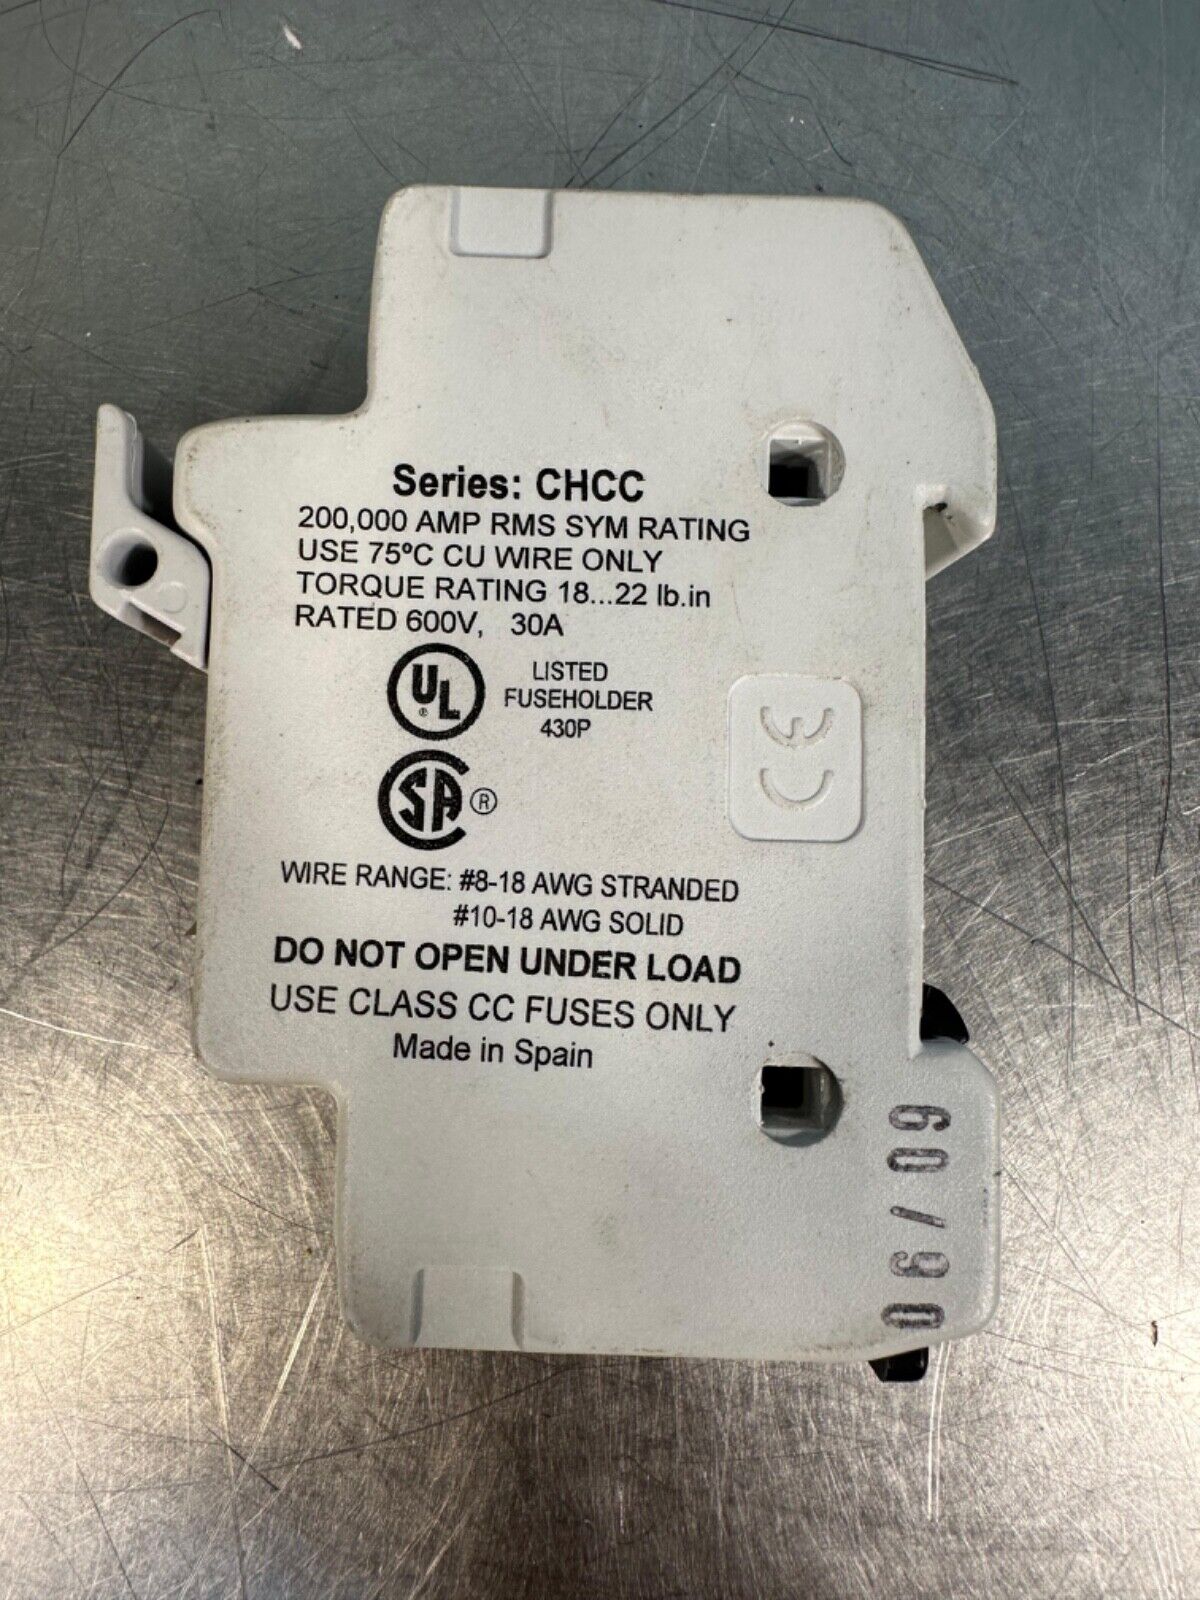 Series: CHCC
200,000 AMP RMS SYM RATING
USE 75ºC CU WIRE ONLY
TORQUE RATING 18...22 lb.in
RATED 600V, 30A
UL
®
LISTED
FUSEHOLDER
430P
SA ®
CE
WIRE RANGE: #8-18 AWG STRANDED
#10-18 AWG SOLID
DO NOT OPEN UNDER LOAD
USE CLASS CC FUSES ONLY
Made in Spain
06/09